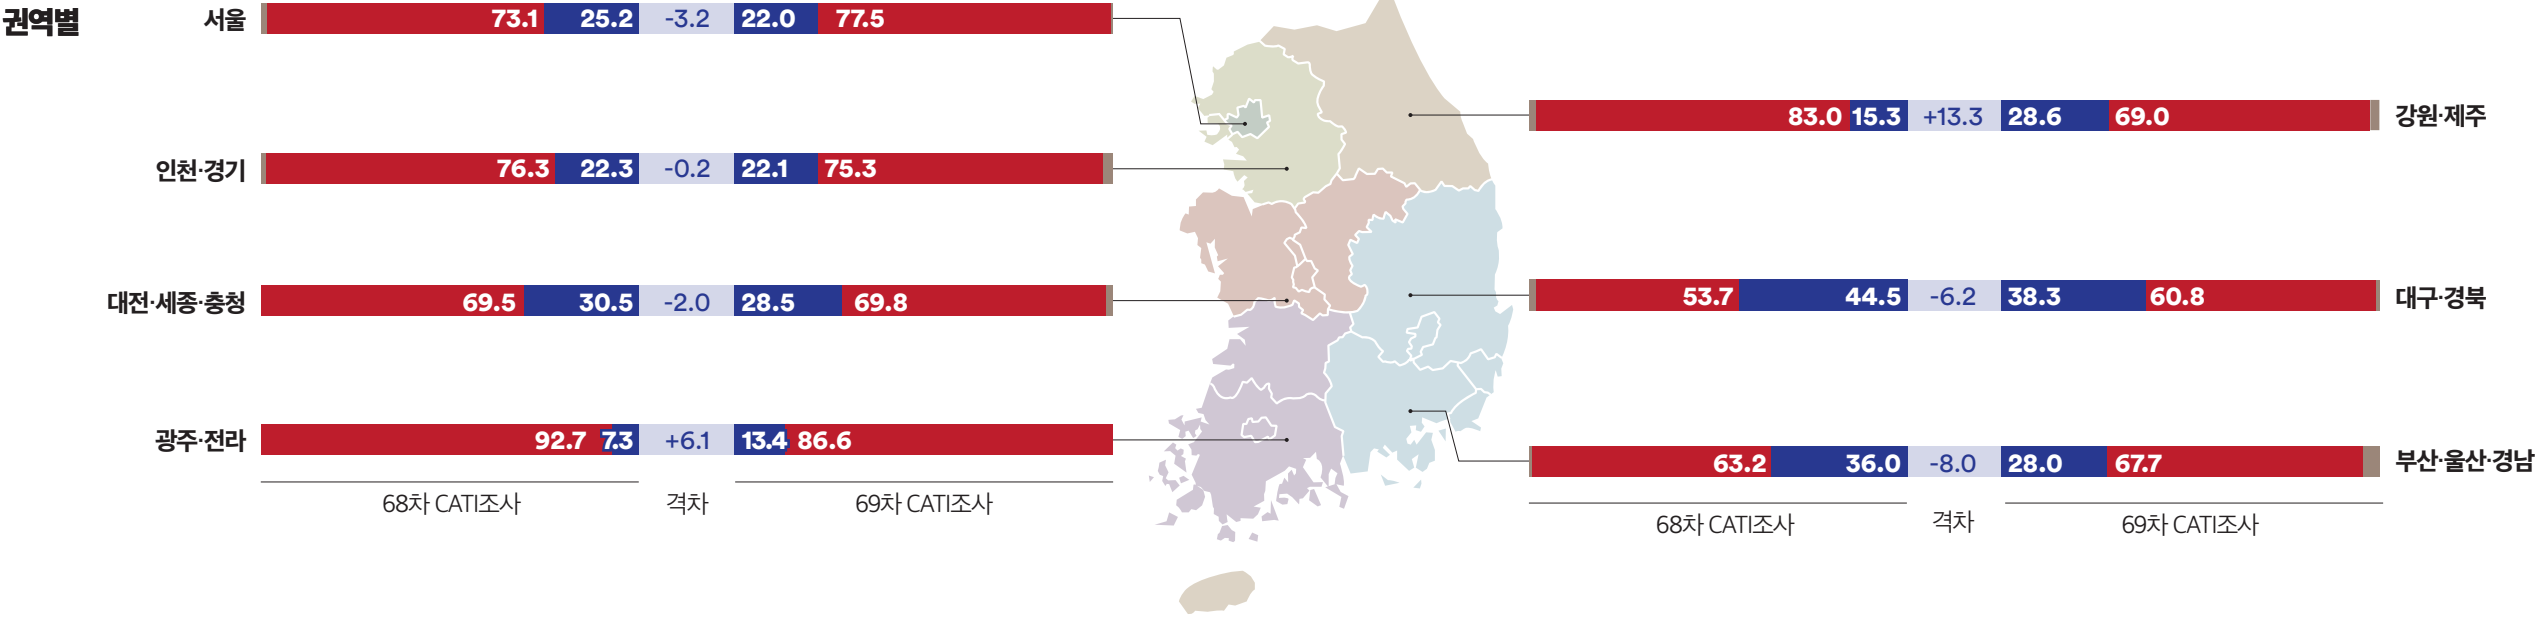 권역별
서울 73.1 25.2 -3.2 22.0 77.5
인천·경기 76.3 22.3 -0.2 22.1 75.3
대전·세종·충청 69.5 30.5 -2.0 28.5 69.8
광주·전라 92.7 7.3 +6.1 13.4 86.6
68차 CATI조사 격차 69차 CATI조사
83.0 15.3 +13.3 28.6 69.0 강원·제주
53.7 44.5 -6.2 38.3 60.8 대구·경북
63.2 36.0 -8.0 28.0 67.7 부산·울산·경남
68차 CATI조사 격차 69차 CATI조사